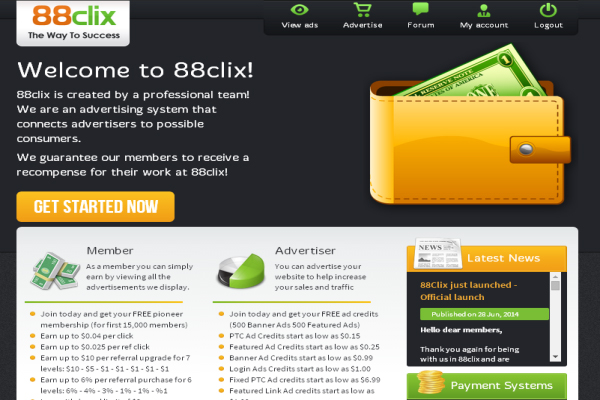 88clix
The Way To Success
View ads
Advertise
Forum
My account
Logout
Welcome to 88clix!
88clix is created by a professional team!
We are an advertising system that
connects advertisers to possible
consumers.
We guarantee our members to receive a
recompense for their work at 88clix!
GET STARTED NOW
Member
As a member you can simply
earn by viewing all the
advertisements we display.
Join today and get your FREE pioneer
membership (for first 15,000 members)
Earn up to $0.04 per click
Earn up to $0.025 per ref click
Earn up to $10 per referral upgrade for 7
levels: $10 - $5 - $1 - $1 - $1 - $1 - $1
Earn up to 6% per referral purchase for 6
levels: 6% - 4% - 3% - 1% - 1% - %1
Advertiser
You can advertise your
website to help increase
your sales and traffic
Join today and get your FREE ad credits
(500 Banner Ads 500 Featured Ads)
PTC Ad Credits start as low as $0.15
Featured Ad Credits start as low as $0.25
Banner Ad Credits start as low as $0.99
Login Ads Credits start as low as $1.00
Fixed PTC Ad credits start as low as $6.99
Featured Link Ad credits start as low as
NEWS
Latest News
88Clix just launched -
Official launch
Published on 28 Jun, 2014
Hello dear members,
Thank you again for being
with us in 88clix and are
Payment Systems